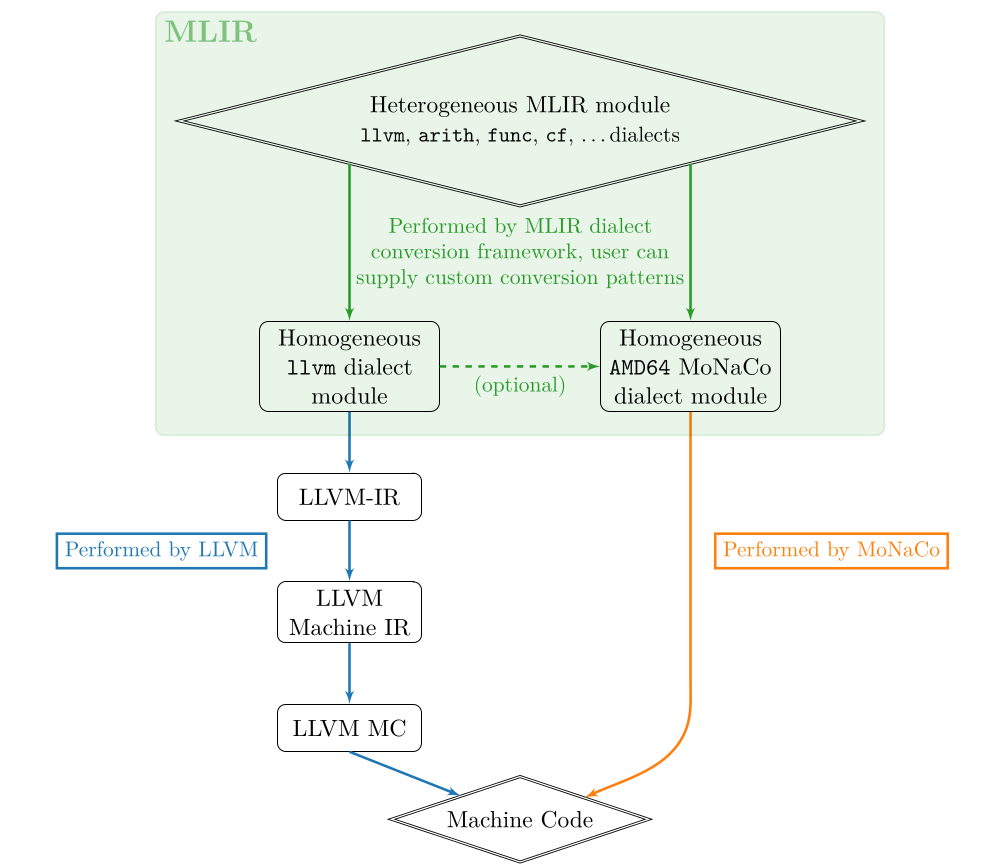 MLIR
Heterogeneous MLIR module
llvm, arith, func, cf, ...dialects
Performed by MLIR dialect
conversion framework, user can
supply custom conversion patterns
Homogeneous
llvm dialect
module
(optional)
Homogeneous
AMD64 MoNaCo
dialect module
LLVM-IR
Performed by LLVM
Performed by MoNaCo
LLVM
Machine IR
LLVM MC
Machine Code